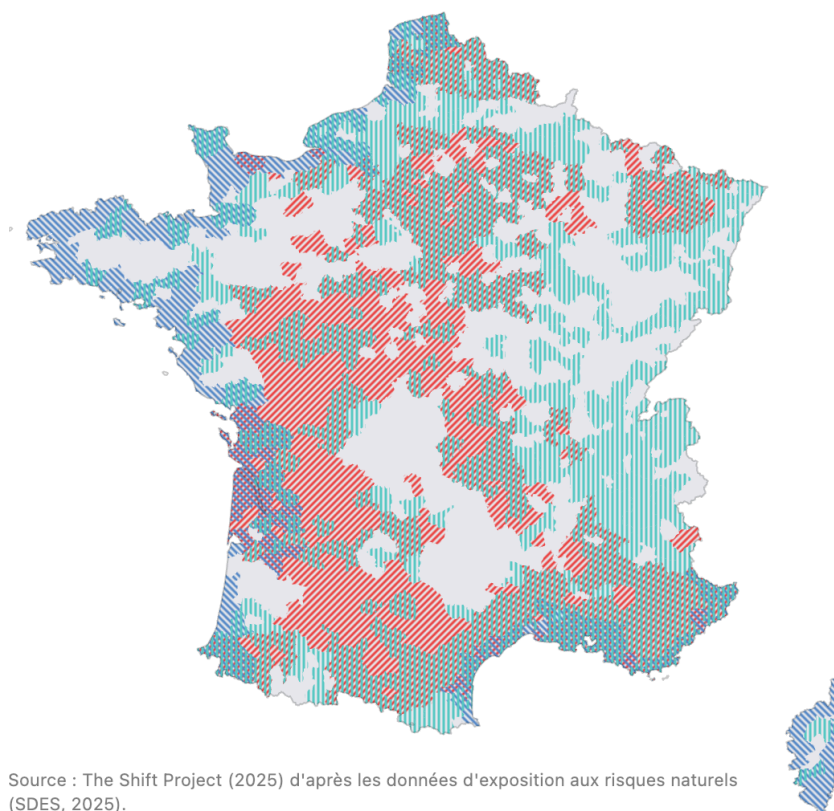 Source : The Shift Project (2025) d'après les données d'exposition aux risques naturels
(SDES, 2025).